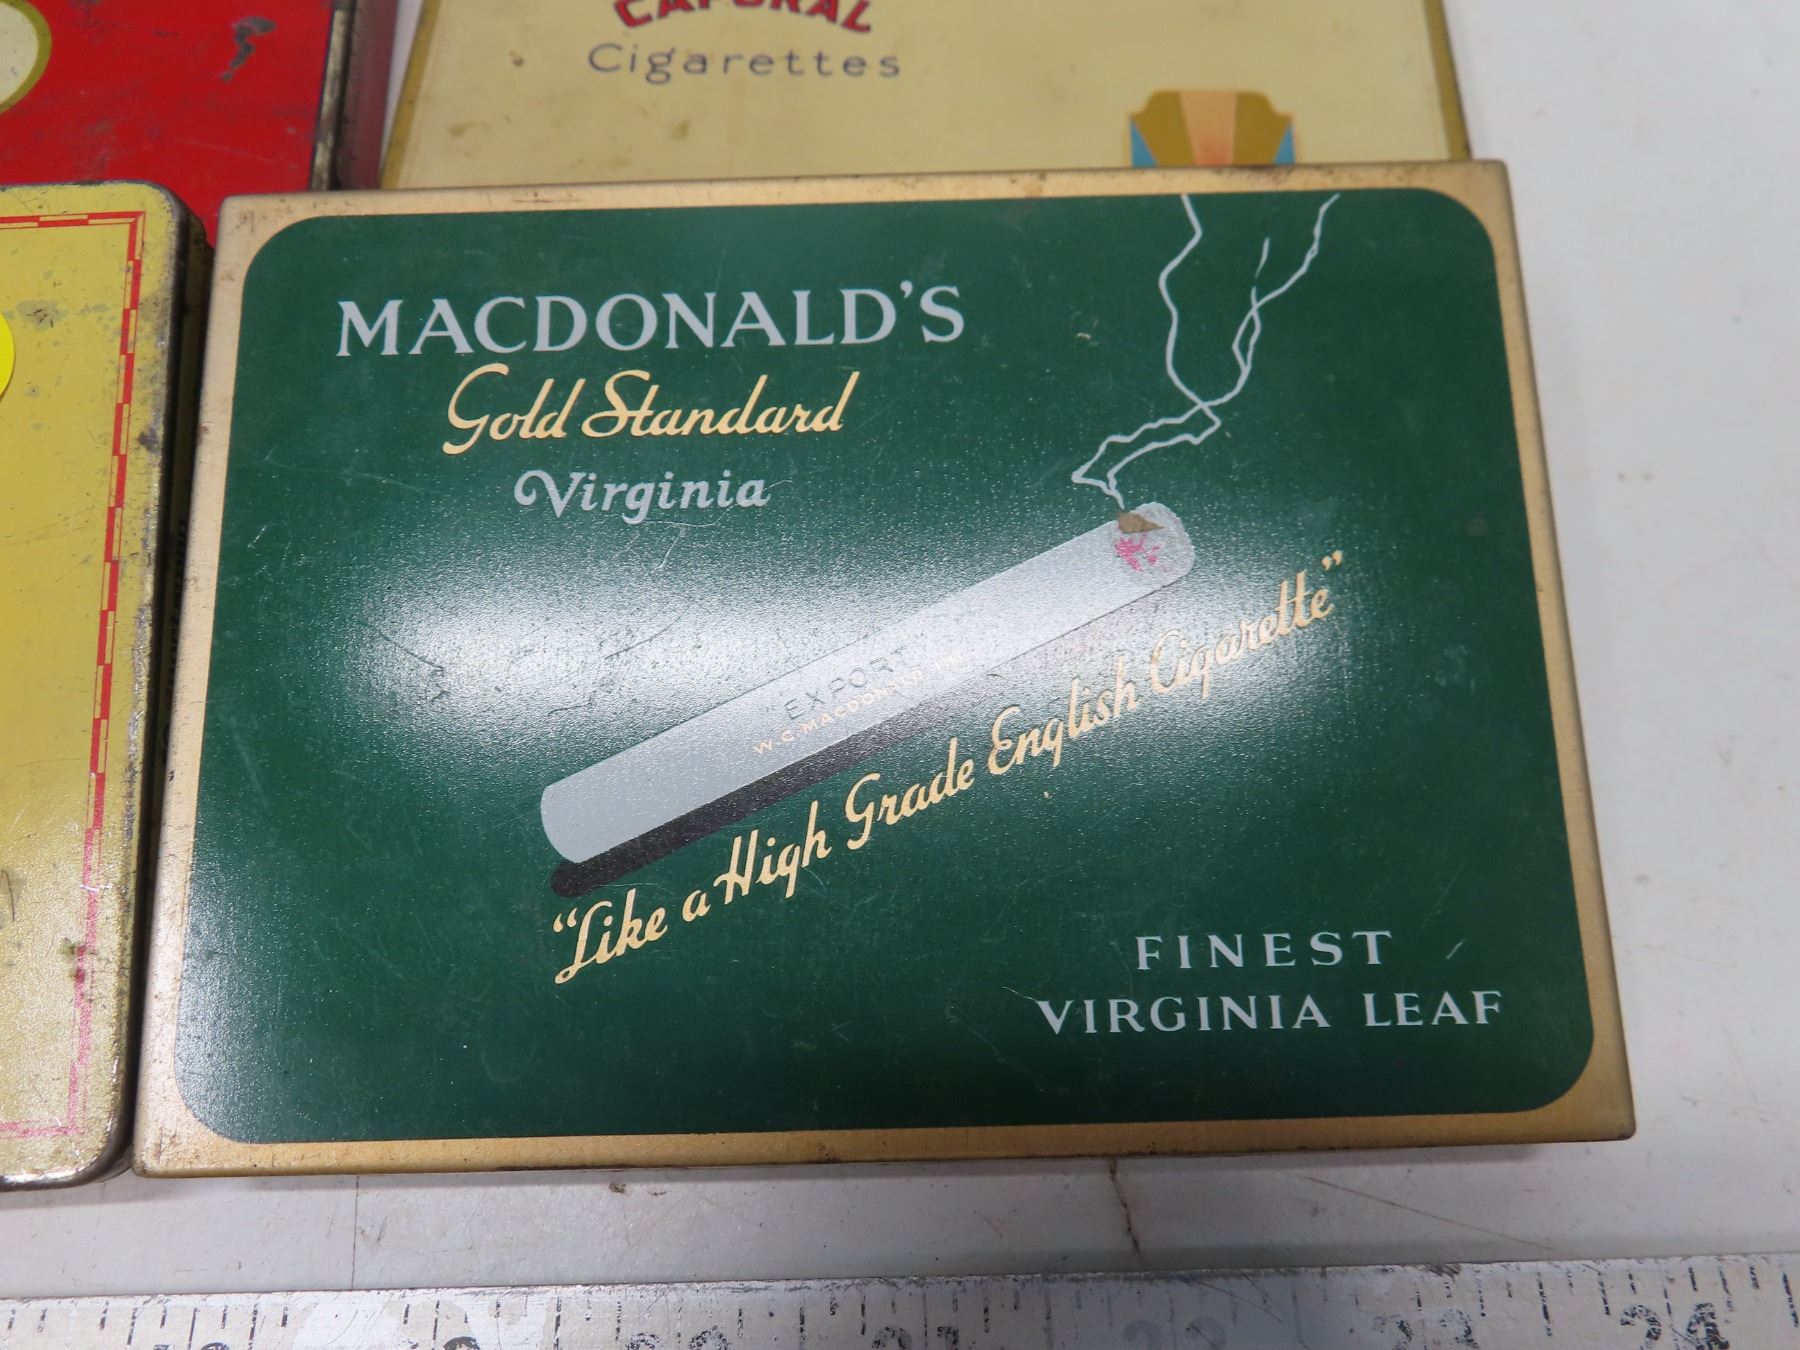 CAPORAL
Cigarettes
MACDONALD'S
Gold Standard
Virginia
"EXPORT"
W.C. MACDONALD INC.
"Like a High Grade English Cigarette"
FINEST
VIRGINIA LEAF